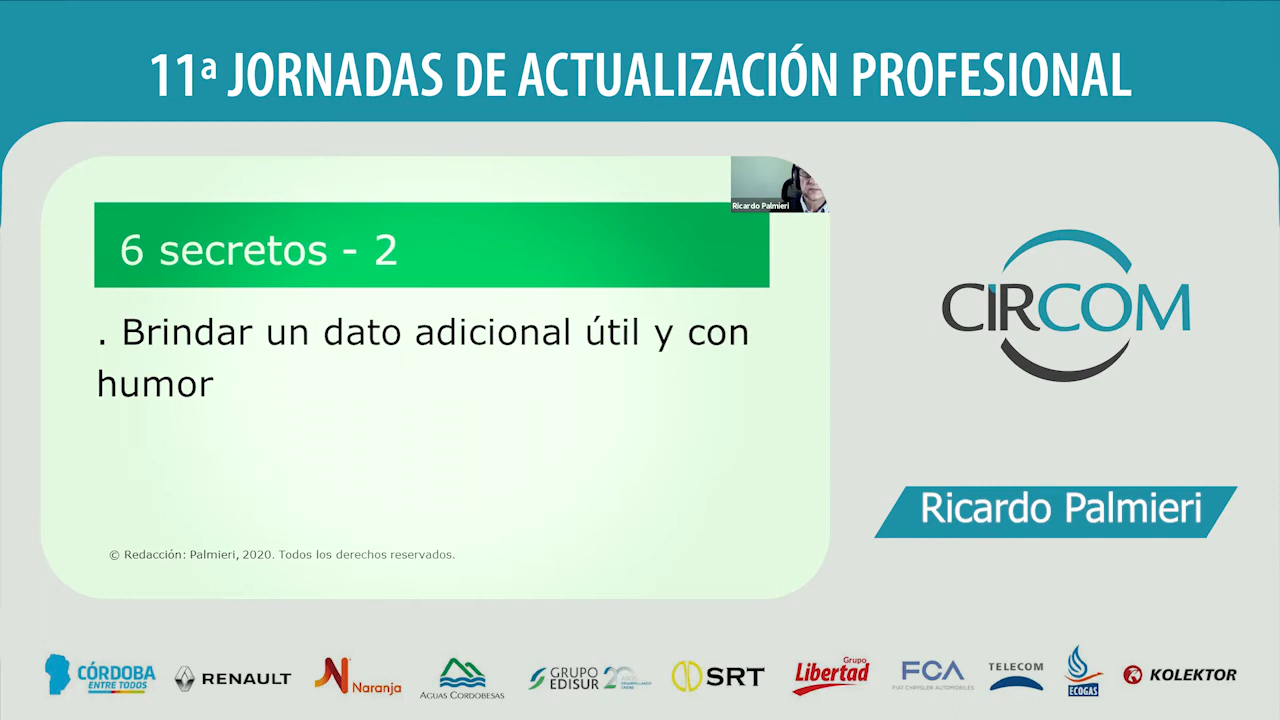 11ª JORNADAS DE ACTUALIZACIÓN PROFESIONAL
Ricardo Palmieri
6 secretos - 2
. Brindar un dato adicional útil y con
humor
© Redacción: Palmieri, 2020. Todos los derechos reservados.
CIRCOM
Ricardo Palmieri
CÓRDOBA
ENTRE TODOS
RENAULT
Naranja
AGUAS CORDOBESAS
GRUPO
EDISUR
SRT
Grupo
Libertad
FCA
FIAT CHRYSLER AUTOMOBILES
TELECOM
ECOGAS
KOLEKTOR